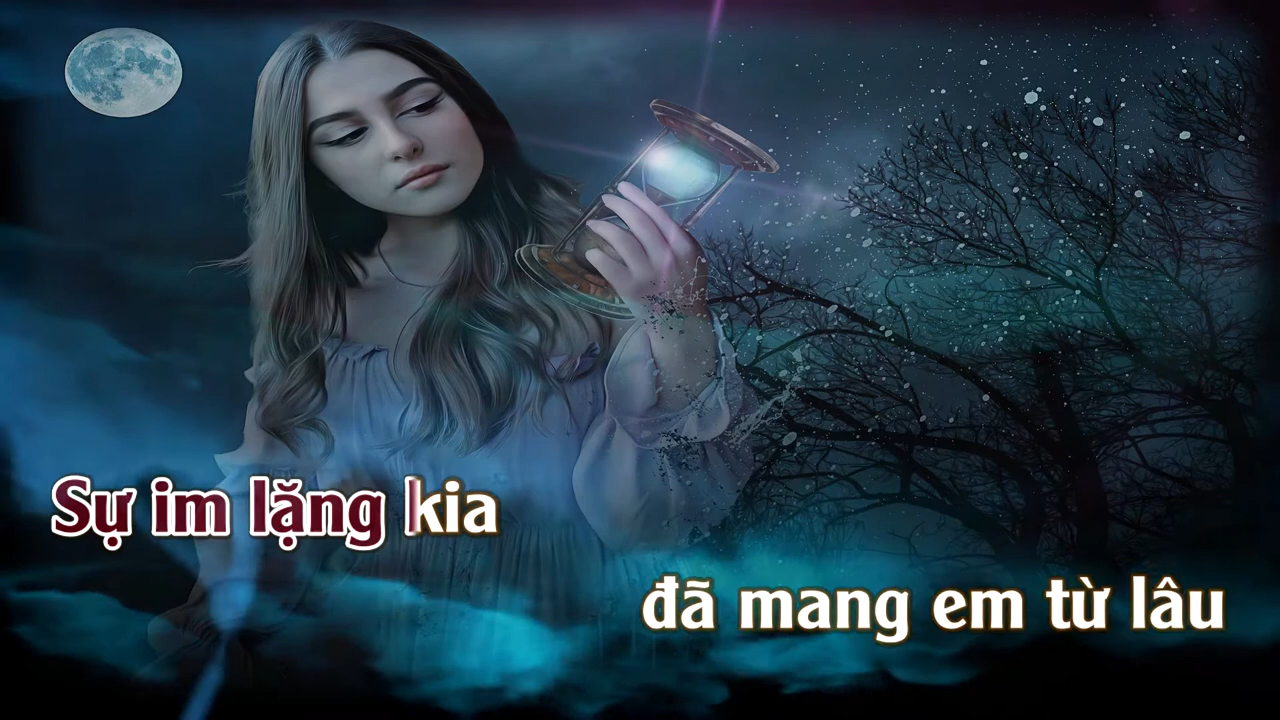 Sự im lặng kia
đã mang em từ lâu